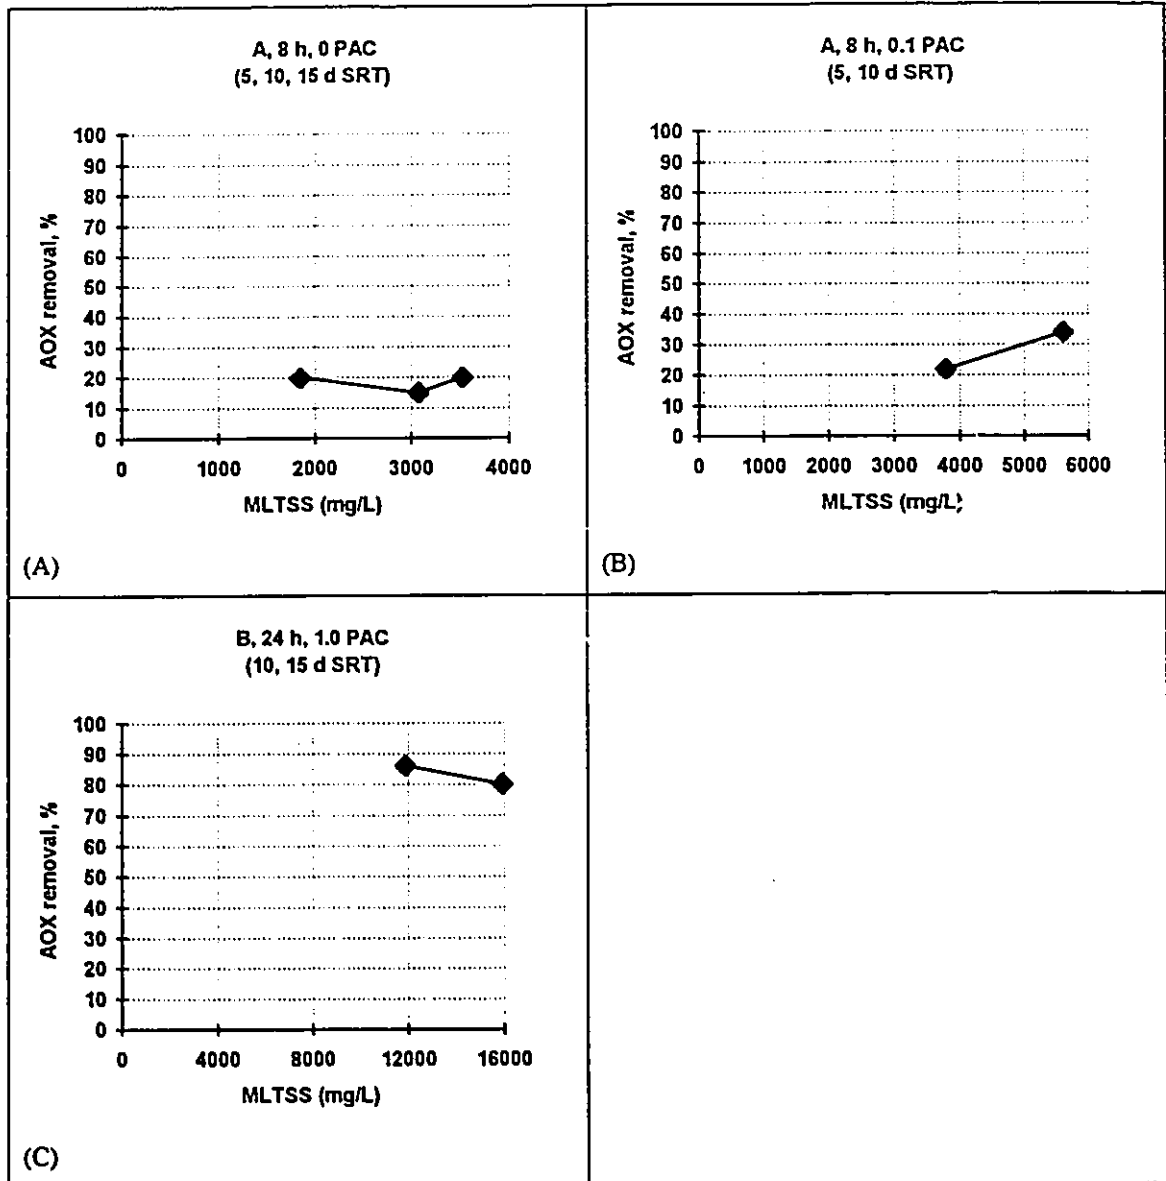 A, 8 h, 0 PAC
(5, 10, 15 d SRT)
100
90
80
70
60
50
40
30
20
10
0
AOX removal, %
0 1000 2000 3000 4000
MLTSS (mg/L)
(A)
A, 8 h, 0.1 PAC
(5, 10 d SRT)
100
90
80
70
60
50
40
30
20
10
0
AOX removal, %
0 1000 2000 3000 4000 5000 6000
MLTSS (mg/L)
(B)
B, 24 h, 1.0 PAC
(10, 15 d SRT)
100
90
80
70
60
50
40
30
20
10
0
AOX removal, %
0 4000 8000 12000 16000
MLTSS (mg/L)
(C)